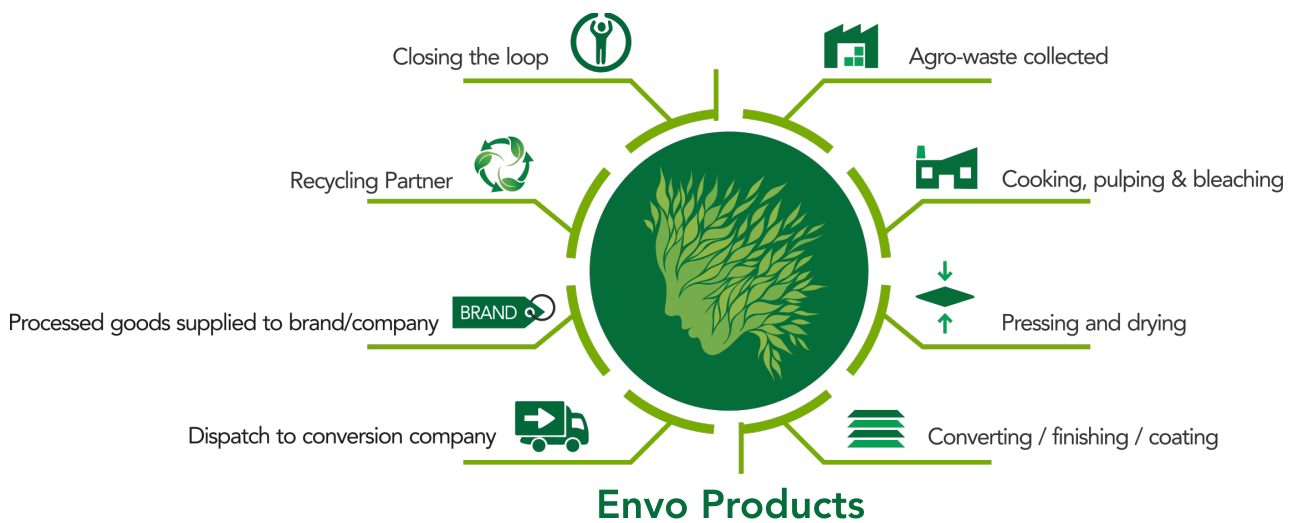 Closing the loop
Agro-waste collected
Recycling Partner
Cooking, pulping & bleaching
Processed goods supplied to brand/company
BRAND
Pressing and drying
Dispatch to conversion company
Converting / finishing / coating
Envo Products